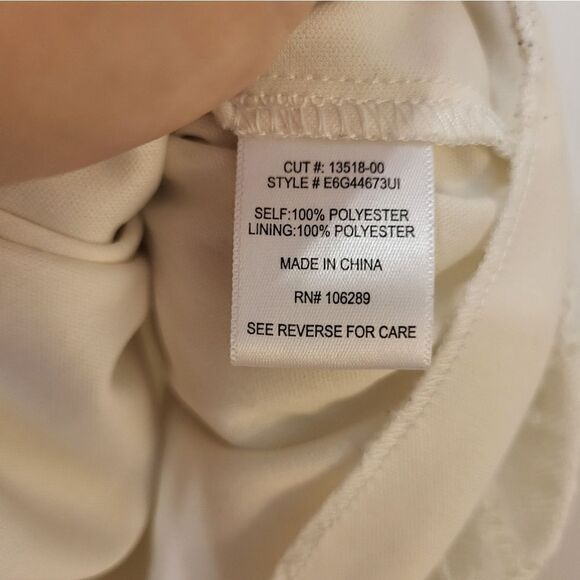 CUT #: 13518-00
STYLE # E6G44673UI
SELF:100% POLYESTER
LINING:100% POLYESTER
MADE IN CHINA
RN# 106289
SEE REVERSE FOR CARE